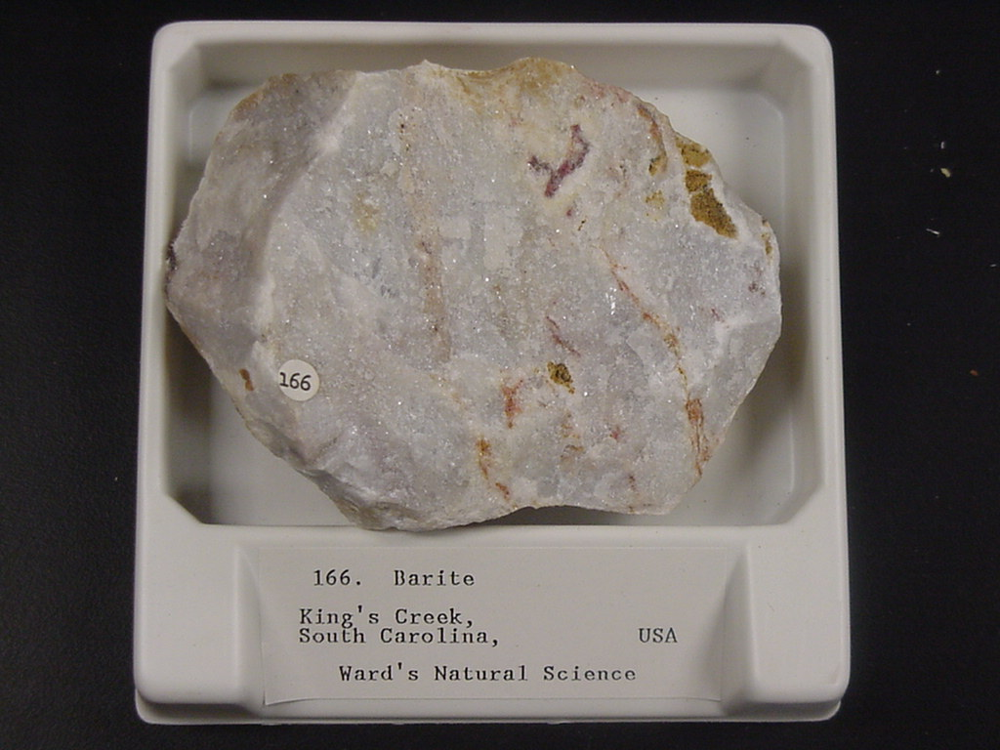 166
166. Barite
King's Creek,
South Carolina, USA
Ward's Natural Science